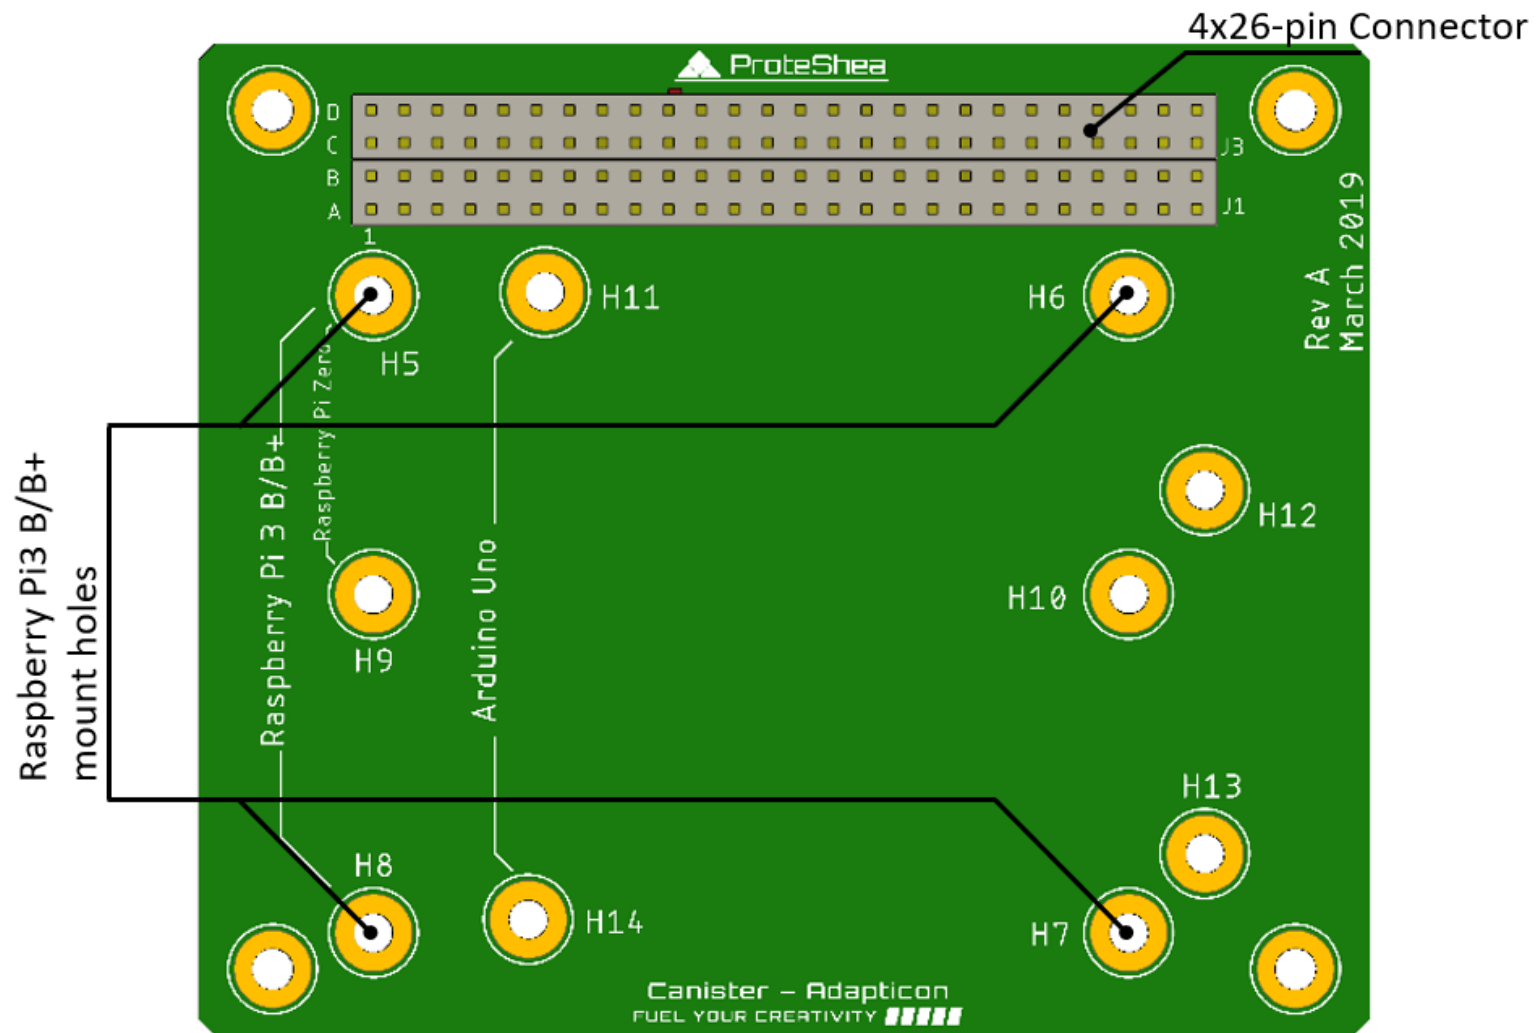 4x26-pin Connector
ProteShea
D
C
J3
B
A
J1
1
H5
H11
H6
Rev A
March 2019
Raspberry Pi Zero
Raspberry Pi 3 B/B+
Raspberry Pi3 B/B+
mount holes
Arduino Uno
H12
H10
H9
H13
H8
H14
H7
Canister - Adapticon
FUEL YOUR CREATIVITY